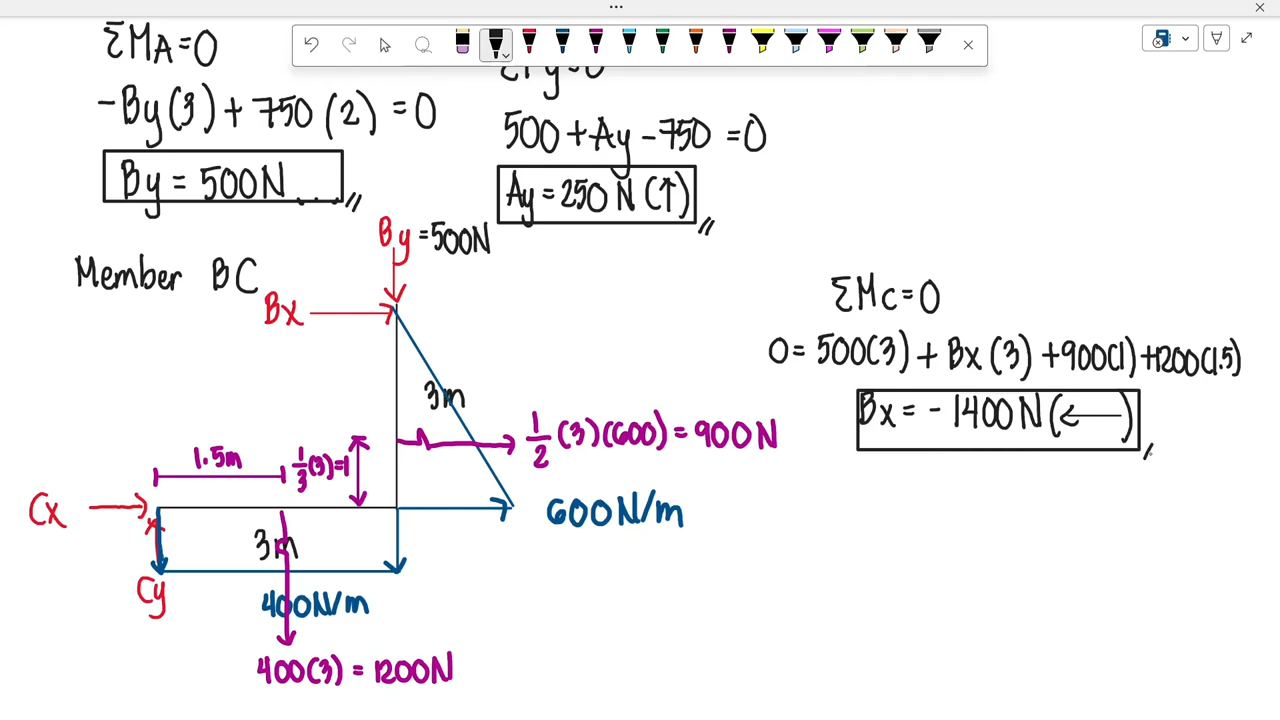 ΣMA=0
-By(3)+750(2)=0
By=500N
500+Ay-750=0
Ay=250N(↑)
Member BC
By=500N
Bx
3m
1/2(3)(600)=900N
1.5m
1/3(3)=1
Cx
600N/m
3m
Cy
400N/m
400(3)=1200N
ΣMc=0
0=500(3)+Bx(3)+900(1)+1200(1.5)
Bx=-1400N(←)